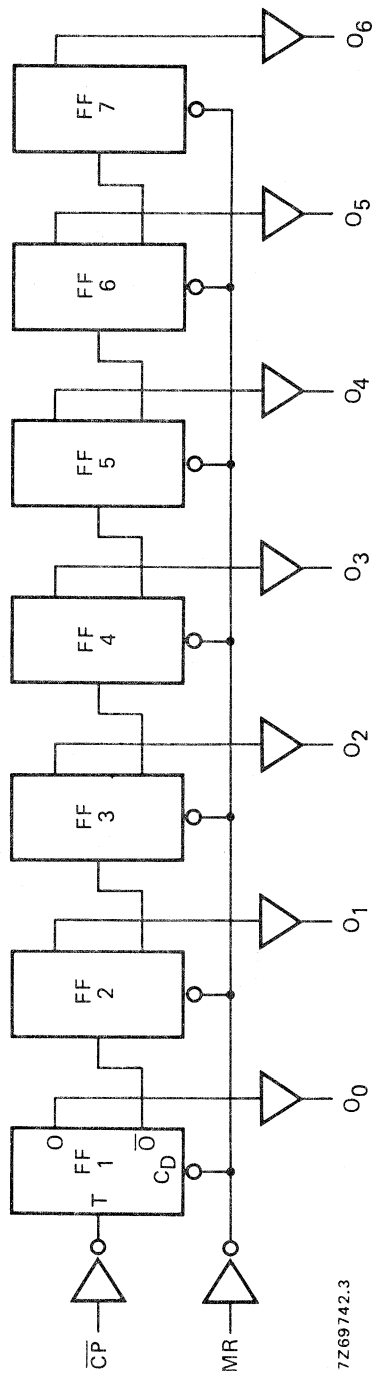 FF
1
T
O
O̅
C_D
FF
2
FF
3
FF
4
FF
5
FF
6
FF
7
C̅P̅
MR
O₀
O₁
O₂
O₃
O₄
O₅
O₆
7Z69742.3